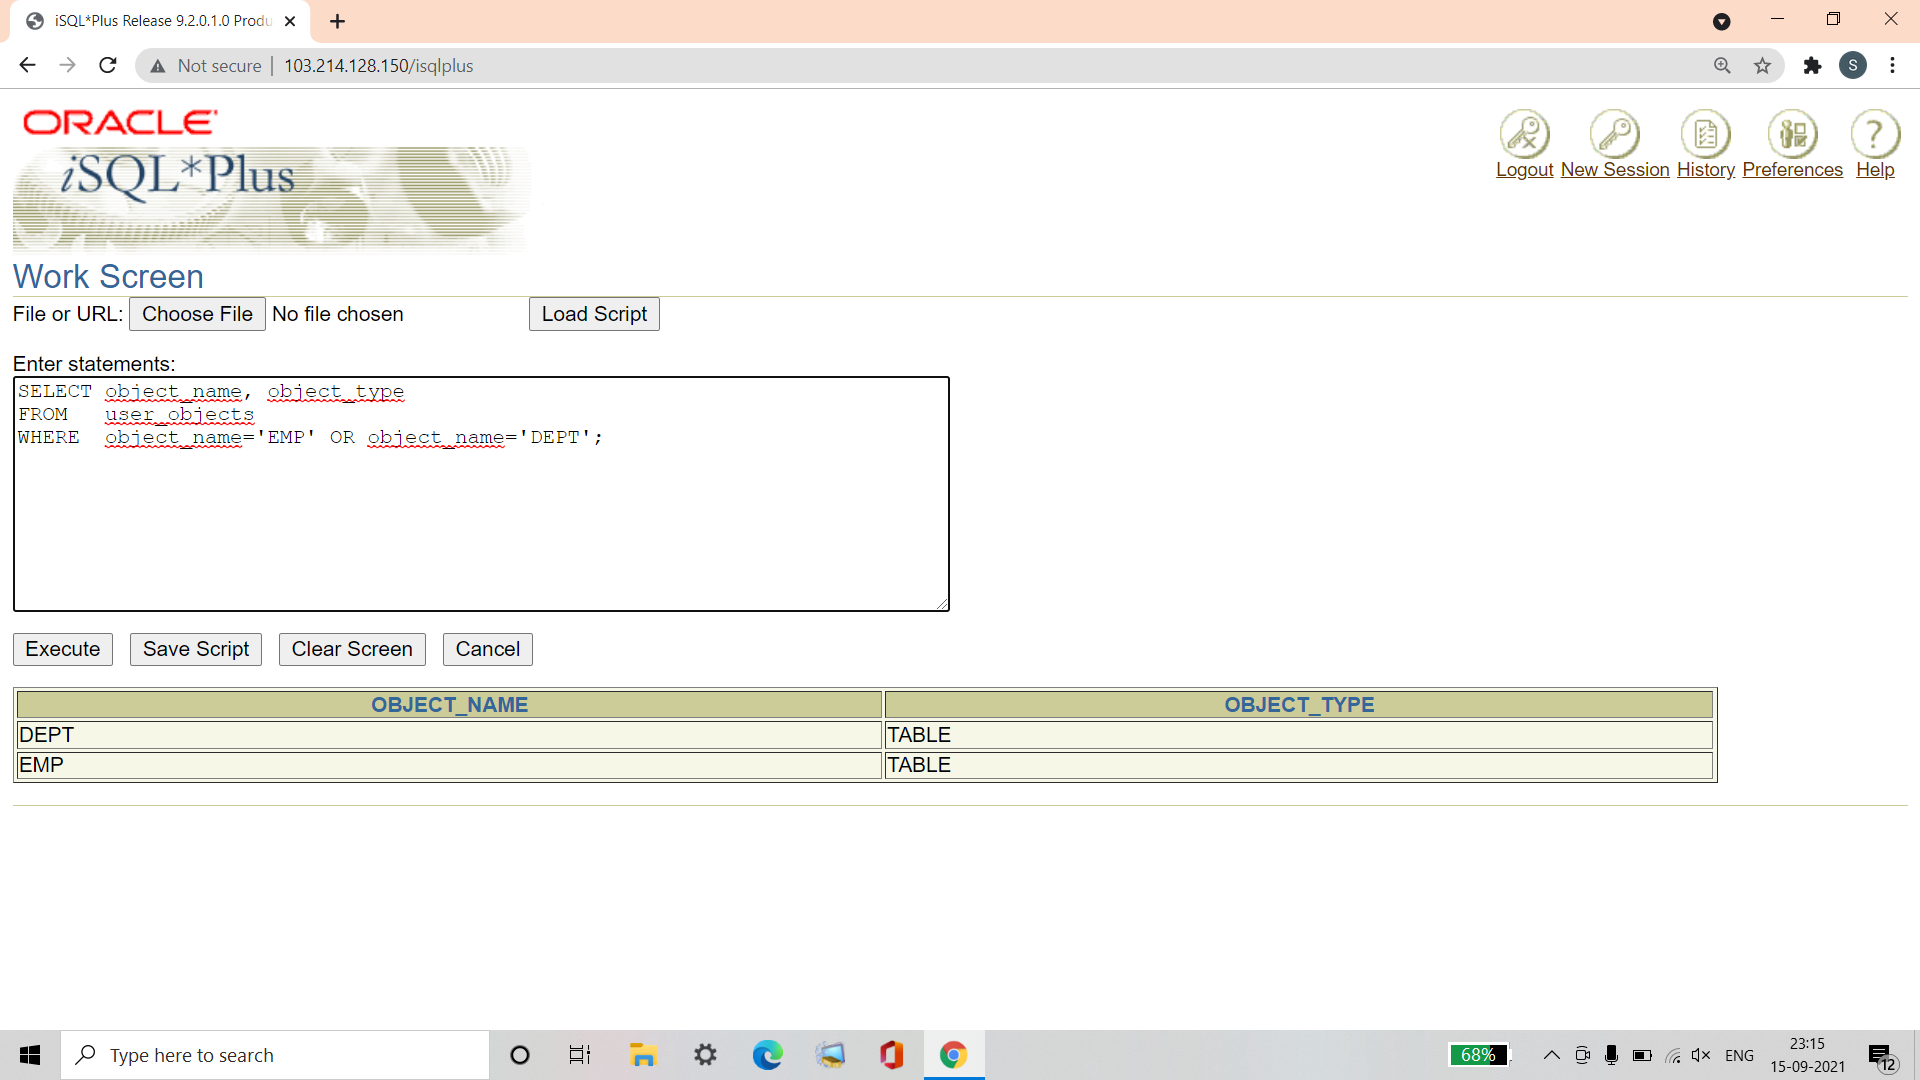 iSQL*Plus Release 9.2.0.1.0 Produ
Not secure | 103.214.128.150/isqlplus
S
ORACLE
iSQL*Plus
Logout New Session History Preferences Help
Work Screen
File or URL: Choose File No file chosen Load Script
Enter statements:
SELECT object_name, object_type
FROM user_objects
WHERE object_name='EMP' OR object_name='DEPT';
Execute Save Script Clear Screen Cancel
OBJECT_NAME OBJECT_TYPE
DEPT TABLE
EMP TABLE
Type here to search
68%
ENG
23:15
15-09-2021
12